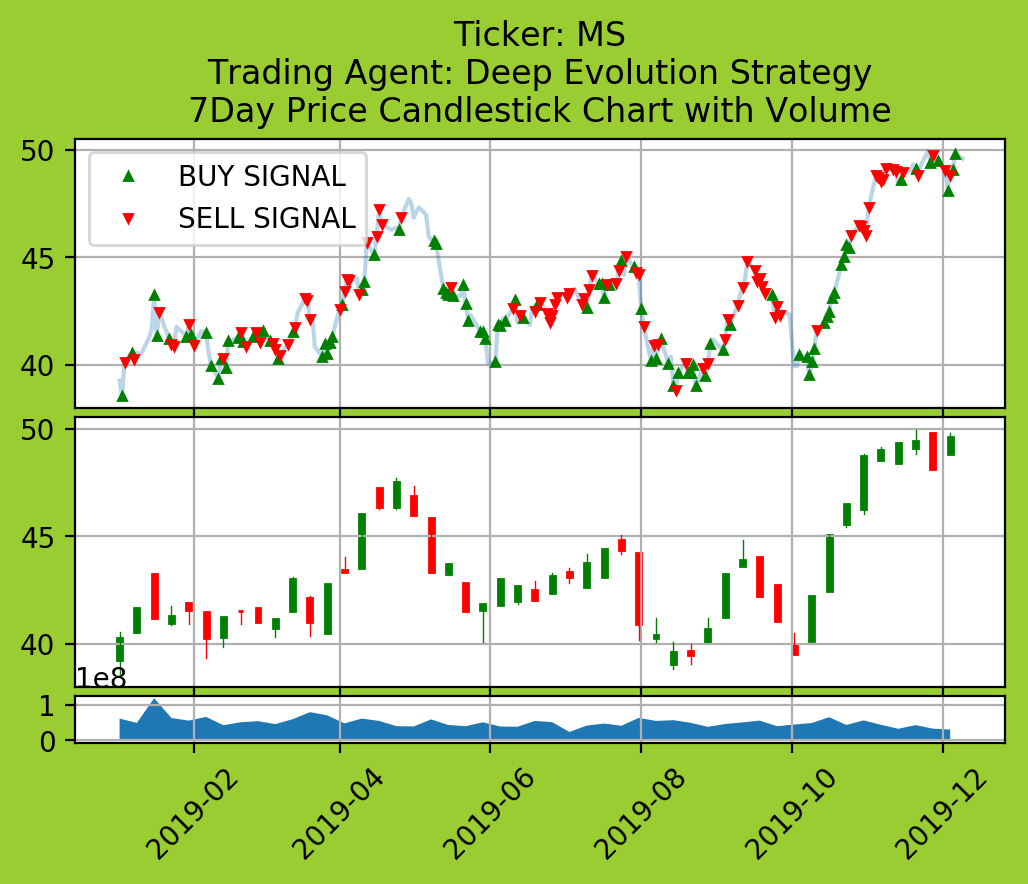 Ticker: MS
Trading Agent: Deep Evolution Strategy
7Day Price Candlestick Chart with Volume
50
BUY SIGNAL
SELL SIGNAL
45
40
50
45
40
1e8
1
0
2019-02
2019-04
2019-06
2019-08
2019-10
2019-12